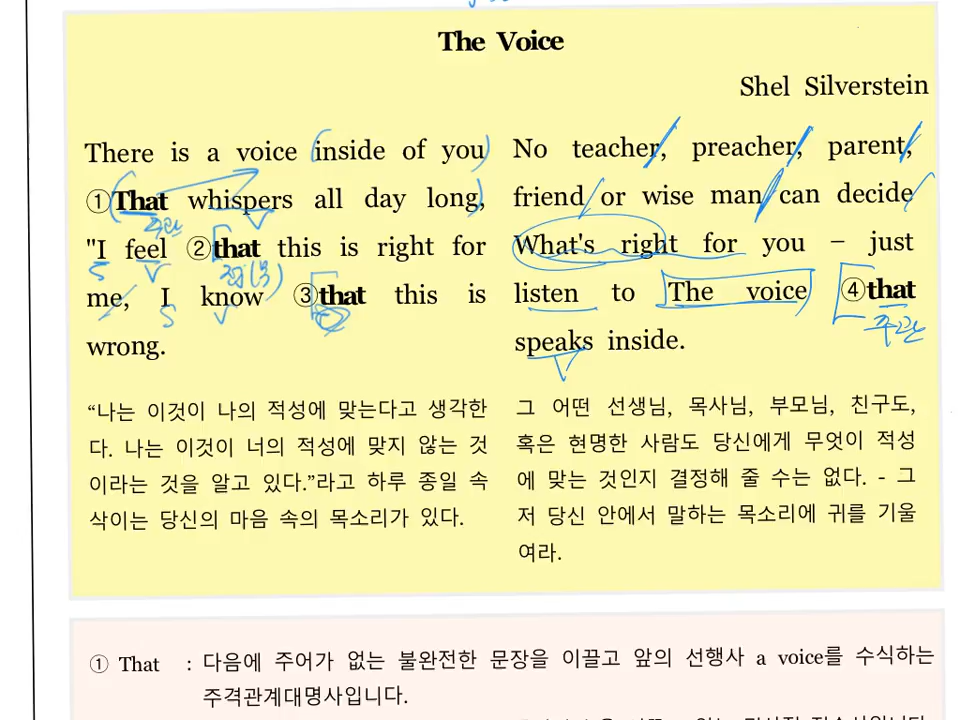 The Voice
Shel Silverstein
There is a voice inside of you
①That whispers all day long,
주관
"I feel ②that this is right for
S V
me, I know ③that this is
S V
wrong.
“나는 이것이 나의 적성에 맞는다고 생각한
다. 나는 이것이 너의 적성에 맞지 않는 것
이라는 것을 알고 있다.”라고 하루 종일 속
삭이는 당신의 마음 속의 목소리가 있다.
No teacher, preacher, parent,
friend or wise man can decide
What's right for you – just
listen to The voice ④that
주관
speaks inside.
V
그 어떤 선생님, 목사님, 부모님, 친구도,
혹은 현명한 사람도 당신에게 무엇이 적성
에 맞는 것인지 결정해 줄 수는 없다. - 그
저 당신 안에서 말하는 목소리에 귀를 기울
여라.
① That : 다음에 주어가 없는 불완전한 문장을 이끌고 앞의 선행사 a voice를 수식하는
주격관계대명사입니다.